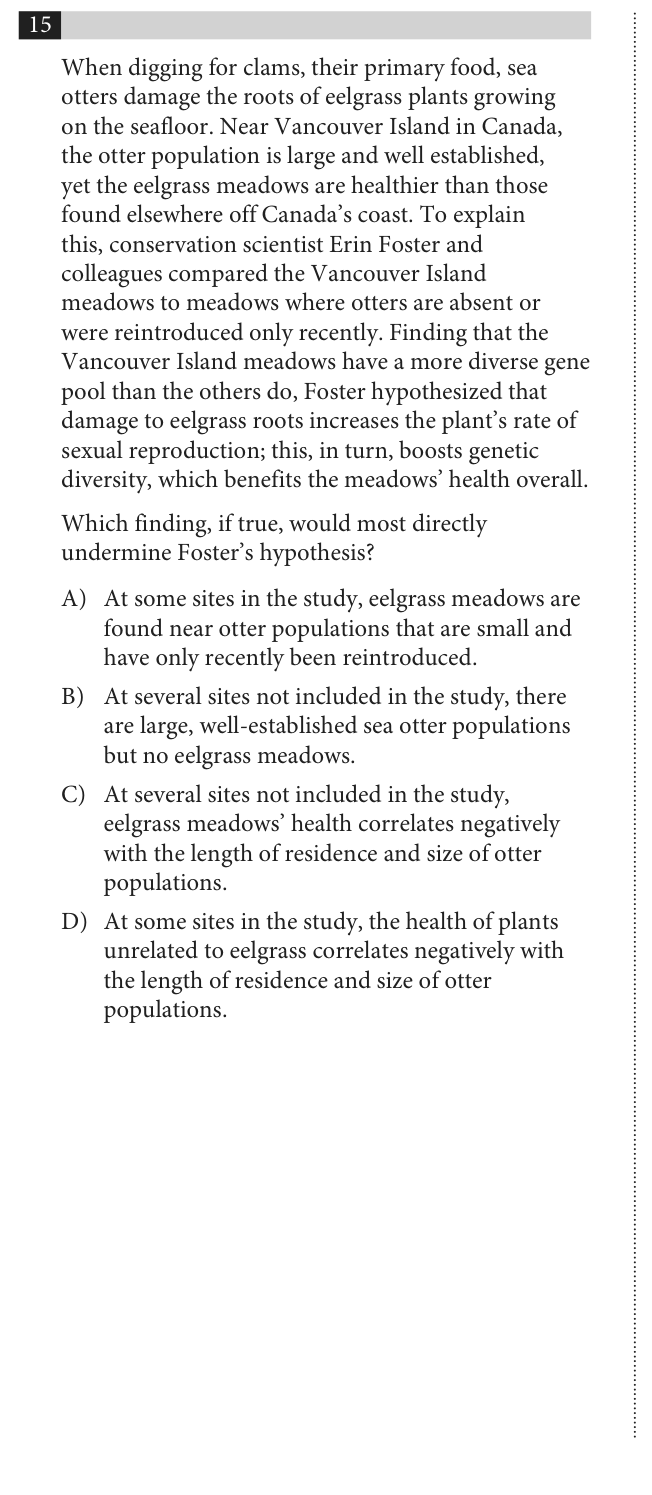 15
When digging for clams, their primary food, sea
otters damage the roots of eelgrass plants growing
on the seafloor. Near Vancouver Island in Canada,
the otter population is large and well established,
yet the eelgrass meadows are healthier than those
found elsewhere off Canada’s coast. To explain
this, conservation scientist Erin Foster and
colleagues compared the Vancouver Island
meadows to meadows where otters are absent or
were reintroduced only recently. Finding that the
Vancouver Island meadows have a more diverse gene
pool than the others do, Foster hypothesized that
damage to eelgrass roots increases the plant’s rate of
sexual reproduction; this, in turn, boosts genetic
diversity, which benefits the meadows’ health overall.
Which finding, if true, would most directly
undermine Foster’s hypothesis?
A) At some sites in the study, eelgrass meadows are
found near otter populations that are small and
have only recently been reintroduced.
B) At several sites not included in the study, there
are large, well-established sea otter populations
but no eelgrass meadows.
C) At several sites not included in the study,
eelgrass meadows’ health correlates negatively
with the length of residence and size of otter
populations.
D) At some sites in the study, the health of plants
unrelated to eelgrass correlates negatively with
the length of residence and size of otter
populations.